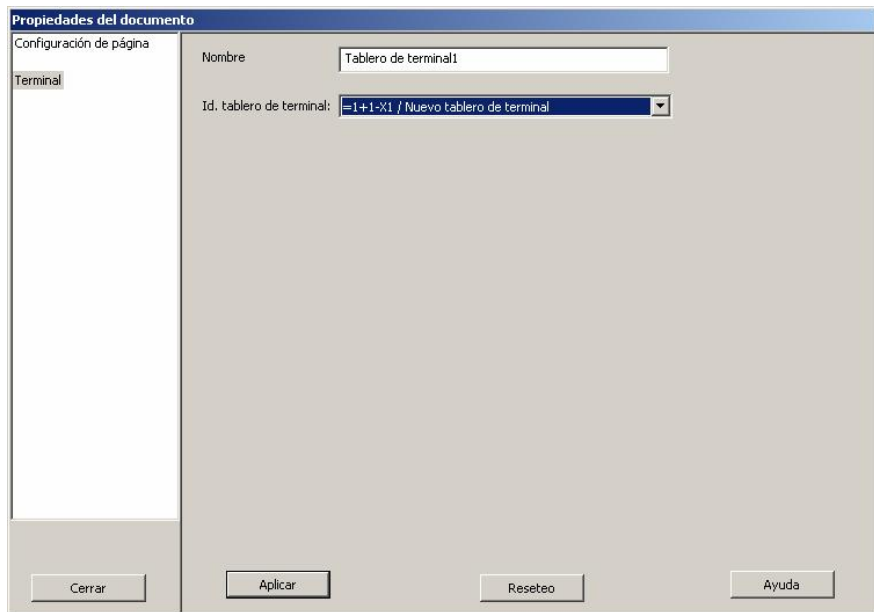 Propiedades del documento
Configuración de página
Terminal
Nombre
Tablero de terminal1
Id. tablero de terminal:
=1+1-X1 / Nuevo tablero de terminal
Cerrar
Aplicar
Reseteo
Ayuda